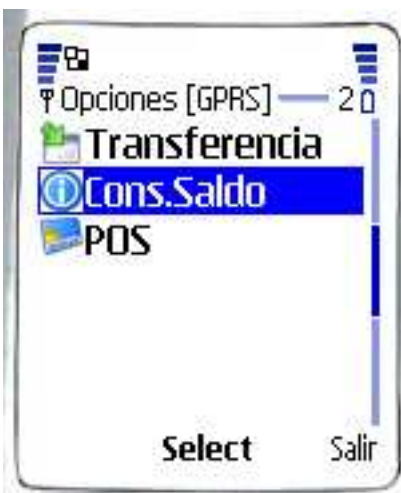 Opciones [GPRS] 2
Transferencia
Cons.Saldo
POS
Select Salir